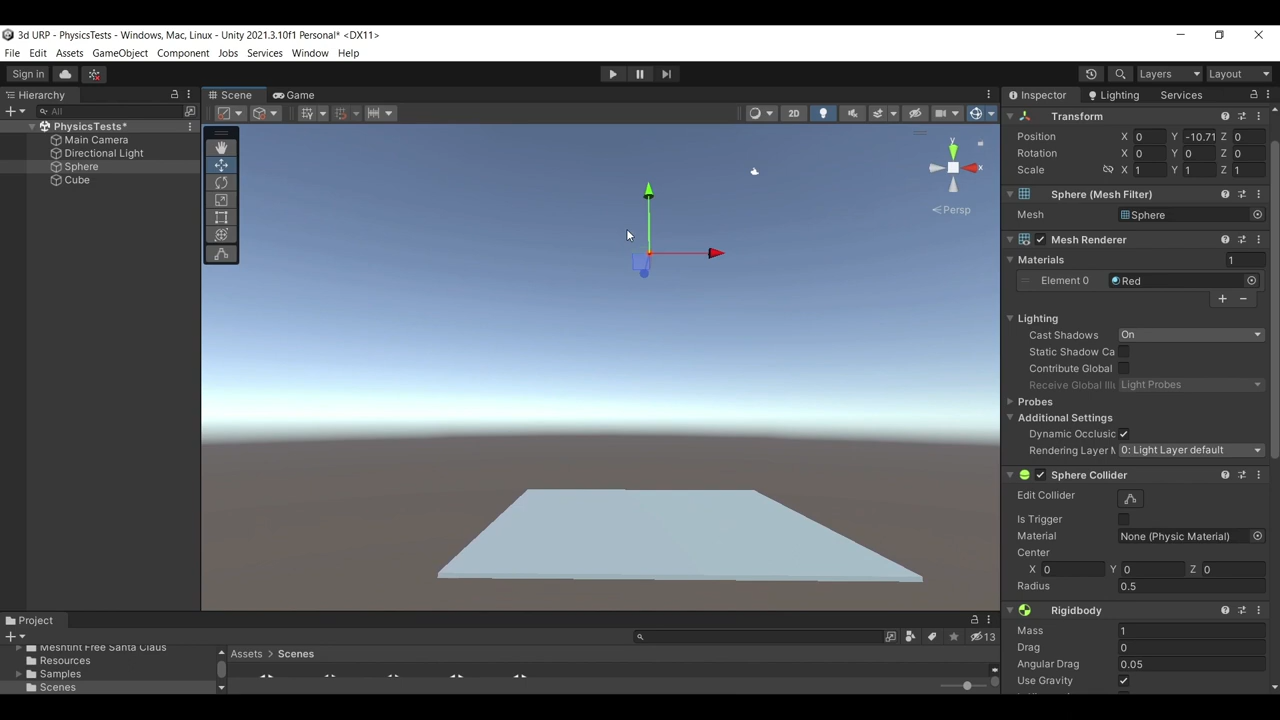 3d URP - PhysicsTests - Windows, Mac, Linux - Unity 2021.3.10f1 Personal* <DX11>
File Edit Assets GameObject Component Jobs Services Window Help
Sign in
Layers
Layout
Hierarchy
All
PhysicsTests*
Main Camera
Directional Light
Sphere
Cube
Scene
Game
2D
y
x
Persp
Inspector
Lighting
Services
Transform
Position X 0 Y -10.71 Z 0
Rotation X 0 Y 0 Z 0
Scale X 1 Y 1 Z 1
Sphere (Mesh Filter)
Mesh Sphere
Mesh Renderer
Materials 1
Element 0 Red
Lighting
Cast Shadows On
Static Shadow Ca
Contribute Global
Receive Global Illu Light Probes
Probes
Additional Settings
Dynamic Occlusic
Rendering Layer M 0: Light Layer default
Sphere Collider
Edit Collider
Is Trigger
Material None (Physic Material)
Center
X 0 Y 0 Z 0
Radius 0.5
Rigidbody
Mass 1
Drag 0
Angular Drag 0.05
Use Gravity
Project
13
Meshtint Free Santa Claus
Resources
Samples
Scenes
Assets > Scenes